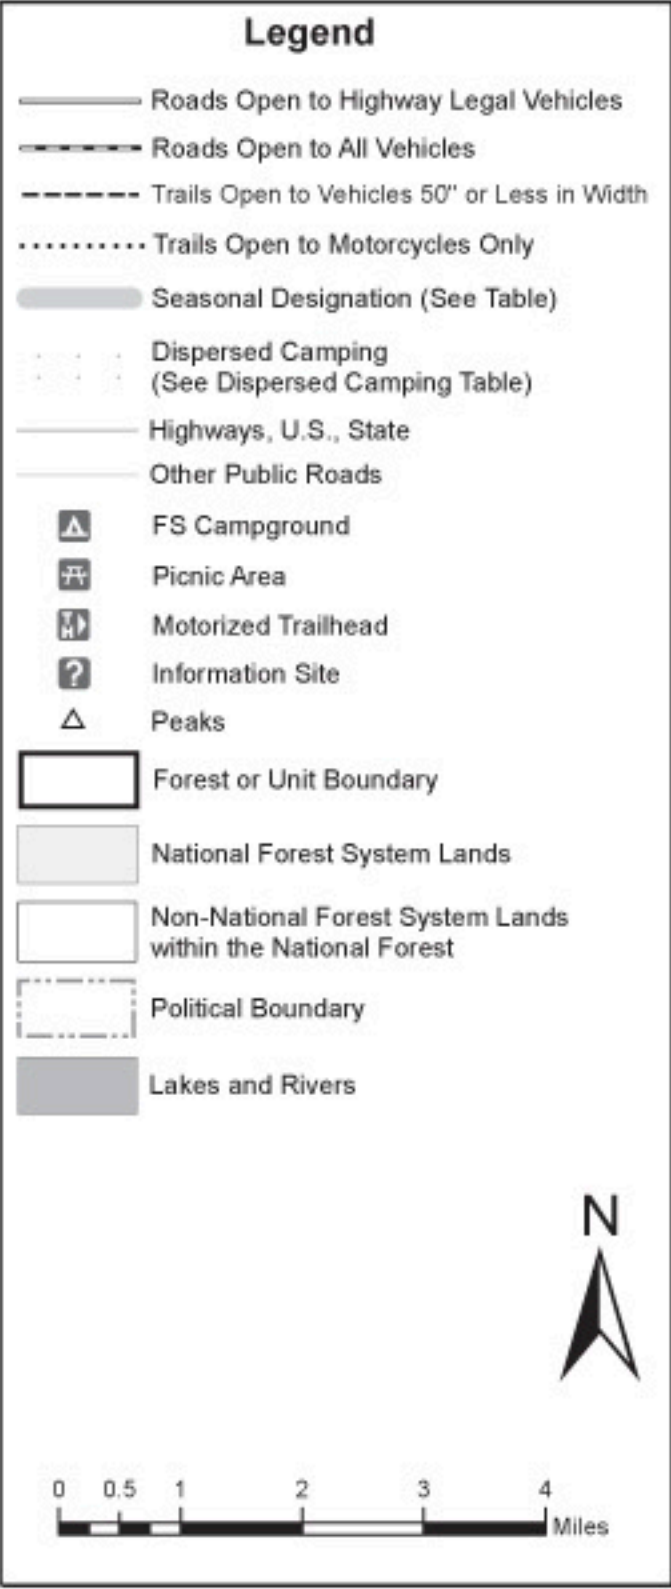 Legend
Roads Open to Highway Legal Vehicles
Roads Open to All Vehicles
Trails Open to Vehicles 50" or Less in Width
Trails Open to Motorcycles Only
Seasonal Designation (See Table)
Dispersed Camping
(See Dispersed Camping Table)
Highways, U.S., State
Other Public Roads
FS Campground
Picnic Area
TH Motorized Trailhead
? Information Site
Peaks
Forest or Unit Boundary
National Forest System Lands
Non-National Forest System Lands
within the National Forest
Political Boundary
Lakes and Rivers
N
0 0.5 1 2 3 4
Miles